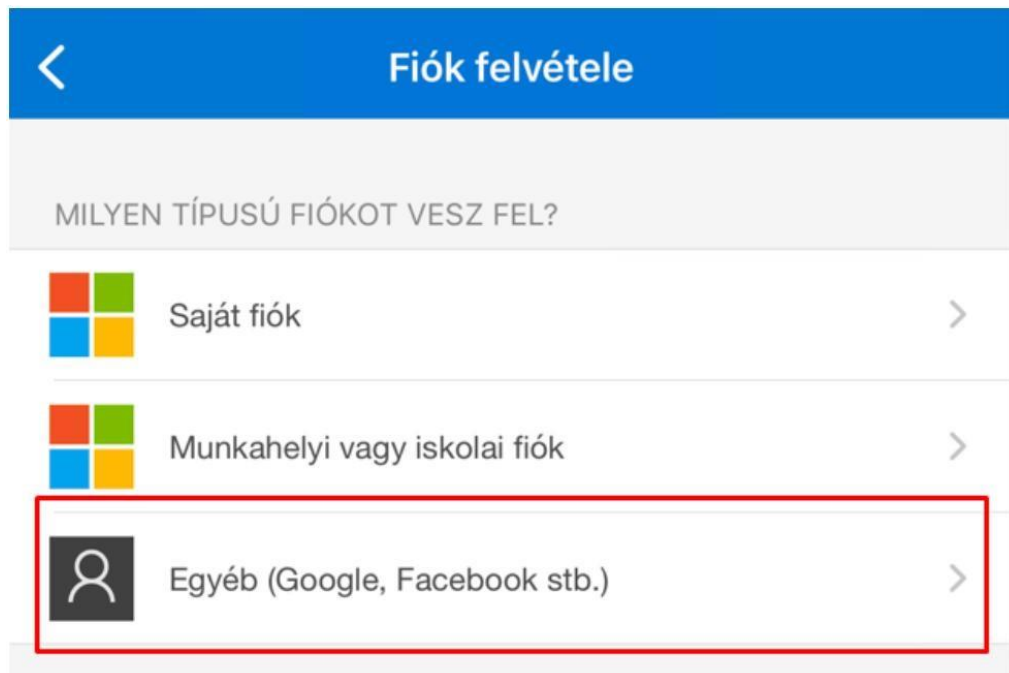 Fiók felvétele
MILYEN TÍPUSÚ FIÓKOT VESZ FEL?
Saját fiók
Munkahelyi vagy iskolai fiók
Egyéb (Google, Facebook stb.)